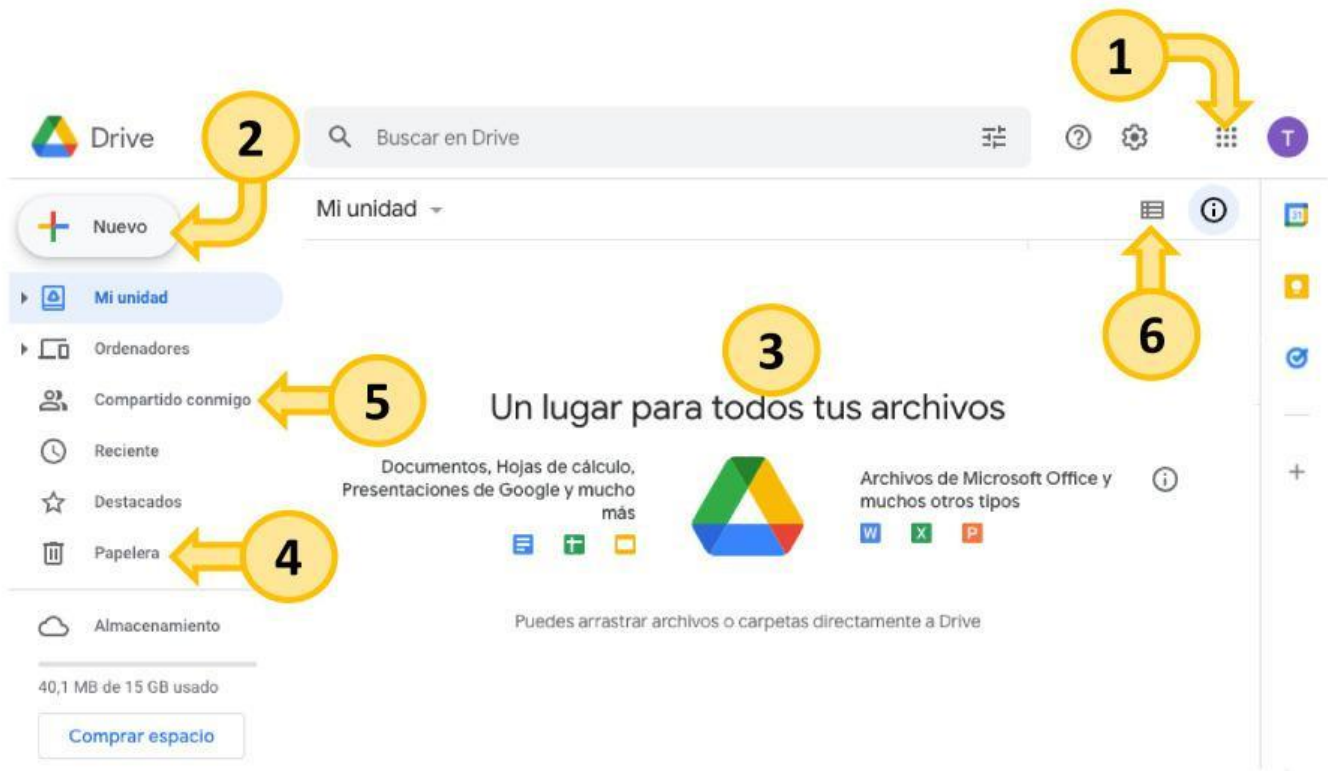 1
Drive
2
Buscar en Drive
T
Nuevo
Mi unidad
31
Mi unidad
6
3
Ordenadores
Compartido conmigo
5
Un lugar para todos tus archivos
Reciente
Documentos, Hojas de cálculo,
Presentaciones de Google y mucho
más
Archivos de Microsoft Office y
muchos otros tipos
W X P
Destacados
Papelera
4
Almacenamiento
Puedes arrastrar archivos o carpetas directamente a Drive
40,1 MB de 15 GB usado
Comprar espacio